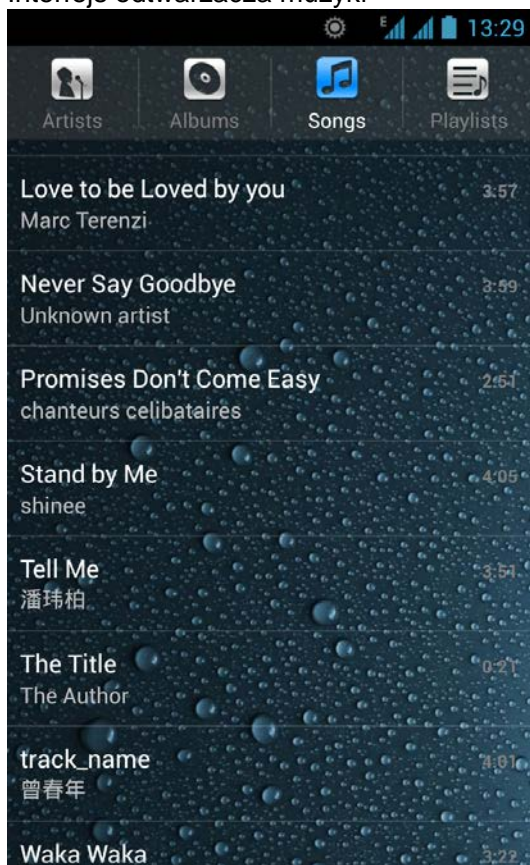 Interfejs odtwarzacza muzyki:
E 13:29
Artists Albums Songs Playlists
Love to be Loved by you 3:57
Marc Terenzi
Never Say Goodbye 3:59
Unknown artist
Promises Don't Come Easy 2:51
chanteurs celibataires
Stand by Me 4:05
shinee
Tell Me 3:51
潘玮柏
The Title 0:21
The Author
track_name 4:01
曾春年
Waka Waka 3:22